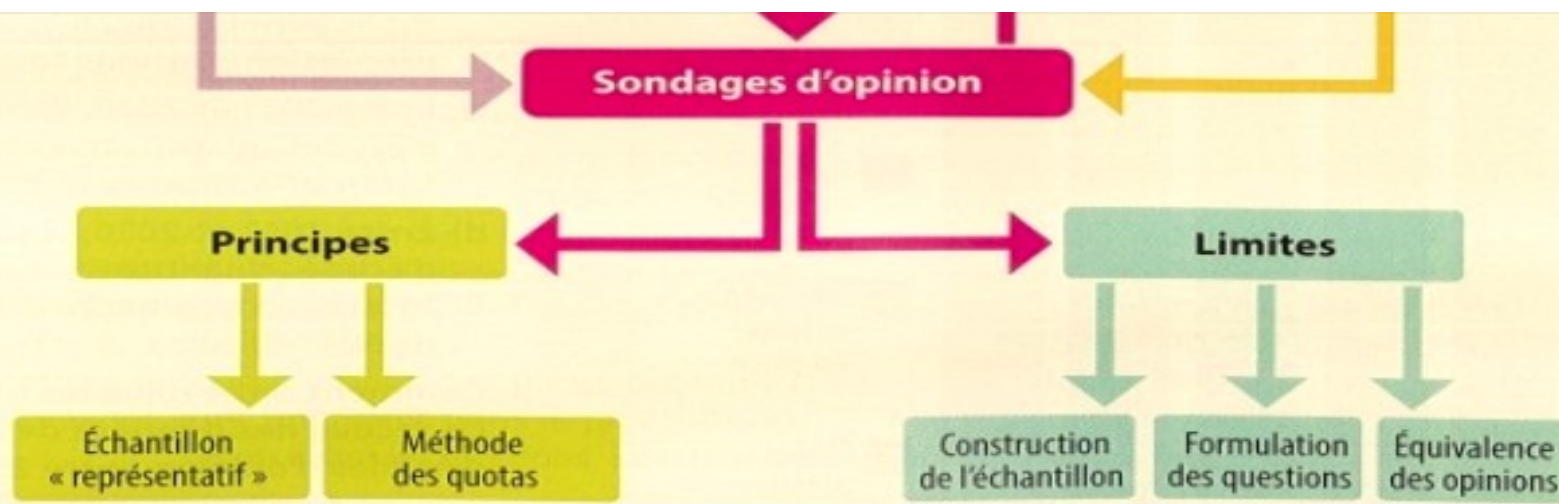 Sondages d'opinion
Principes
Limites
Échantillon
« représentatif »
Méthode
des quotas
Construction
de l'échantillon
Formulation
des questions
Équivalence
des opinions